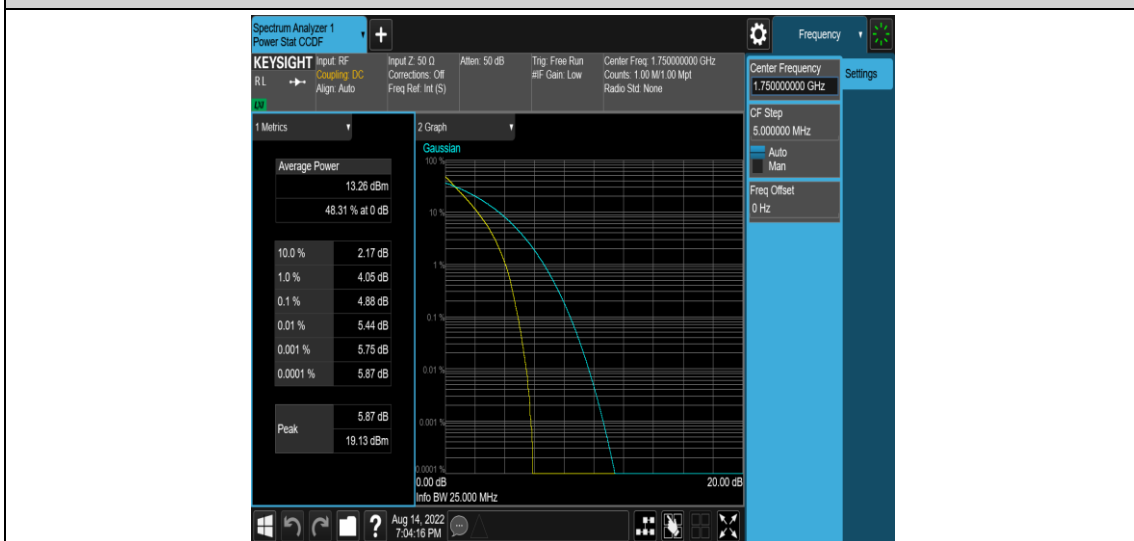 Spectrum Analyzer 1
Power Stat CCDF
Frequency
KEYSIGHT
RL
LXI
Input: RF
Coupling: DC
Align: Auto
Input Z: 50 Ω
Corrections: Off
Freq Ref: Int (S)
Atten: 50 dB
Trig: Free Run
#IF Gain: Low
Center Freq: 1.750000000 GHz
Counts: 1.00 M/1.00 Mpt
Radio Std: None
Center Frequency
1.750000000 GHz
Settings
CF Step
5.000000 MHz
Auto
Man
Freq Offset
0 Hz
1 Metrics
Average Power
13.26 dBm
48.31 % at 0 dB
10.0 % 2.17 dB
1.0 % 4.05 dB
0.1 % 4.88 dB
0.01 % 5.44 dB
0.001 % 5.75 dB
0.0001 % 5.87 dB
Peak
5.87 dB
19.13 dBm
2 Graph
Gaussian
100 %
10 %
1 %
0.1 %
0.01 %
0.001 %
0.0001 %
0.00 dB 20.00 dB
Info BW 25.000 MHz
Aug 14, 2022
7:04:16 PM